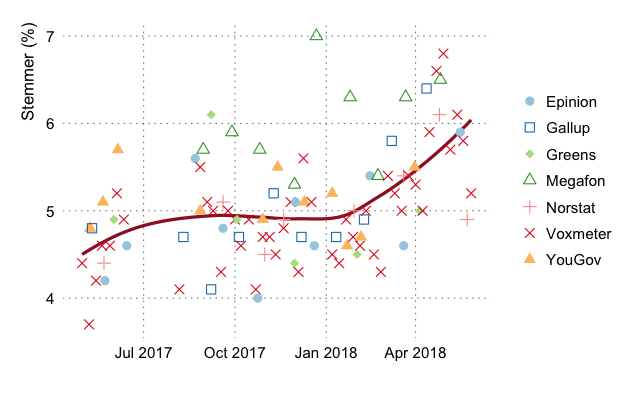 Stemmer (%)
7
6
5
4
Jul 2017
Oct 2017
Jan 2018
Apr 2018
Epinion
Gallup
Greens
Megafon
Norstat
Voxmeter
YouGov